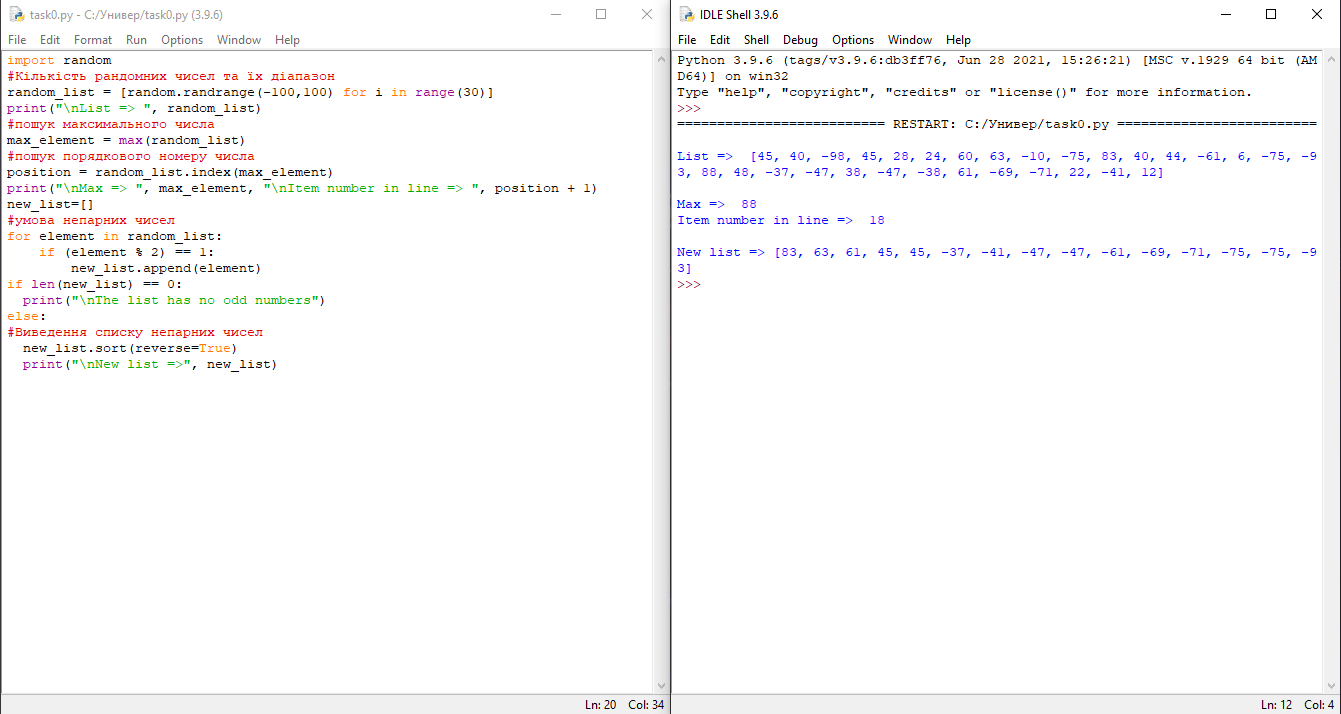 task0.py - C:/Универ/task0.py (3.9.6)
File Edit Format Run Options Window Help
import random
#Кількість рандомних чисел та їх діапазон
random_list = [random.randrange(-100,100) for i in range(30)]
print("\nList => ", random_list)
#пошук максимального числа
max_element = max(random_list)
#пошук порядкового номеру числа
position = random_list.index(max_element)
print("\nMax => ", max_element, "\nItem number in line => ", position + 1)
new_list=[]
#умова непарних чисел
for element in random_list:
    if (element % 2) == 1:
        new_list.append(element)
if len(new_list) == 0:
  print("\nThe list has no odd numbers")
else:
#Виведення списку непарних чисел
  new_list.sort(reverse=True)
  print("\nNew list =>", new_list)
Ln: 20 Col: 34
IDLE Shell 3.9.6
File Edit Shell Debug Options Window Help
Python 3.9.6 (tags/v3.9.6:db3ff76, Jun 28 2021, 15:26:21) [MSC v.1929 64 bit (AM
D64)] on win32
Type "help", "copyright", "credits" or "license()" for more information.
>>>
========================== RESTART: C:/Универ/task0.py =========================
List =>  [45, 40, -98, 45, 28, 24, 60, 63, -10, -75, 83, 40, 44, -61, 6, -75, -9
3, 88, 48, -37, -47, 38, -47, -38, 61, -69, -71, 22, -41, 12]
Max =>  88
Item number in line =>  18
New list => [83, 63, 61, 45, 45, -37, -41, -47, -47, -61, -69, -71, -75, -75, -9
3]
>>>
Ln: 12 Col: 4